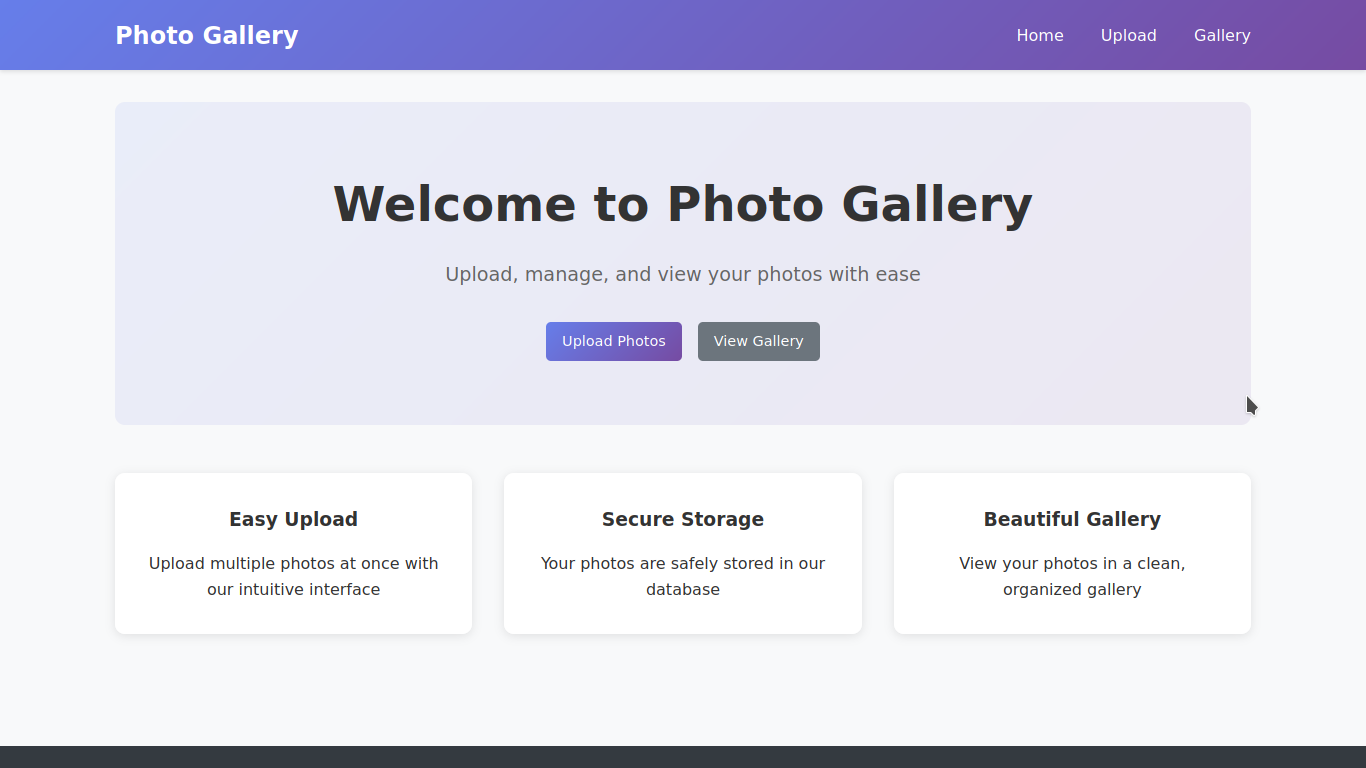 Photo Gallery
Home
Upload
Gallery
Welcome to Photo Gallery
Upload, manage, and view your photos with ease
Upload Photos
View Gallery
Easy Upload
Upload multiple photos at once with
our intuitive interface
Secure Storage
Your photos are safely stored in our
database
Beautiful Gallery
View your photos in a clean,
organized gallery